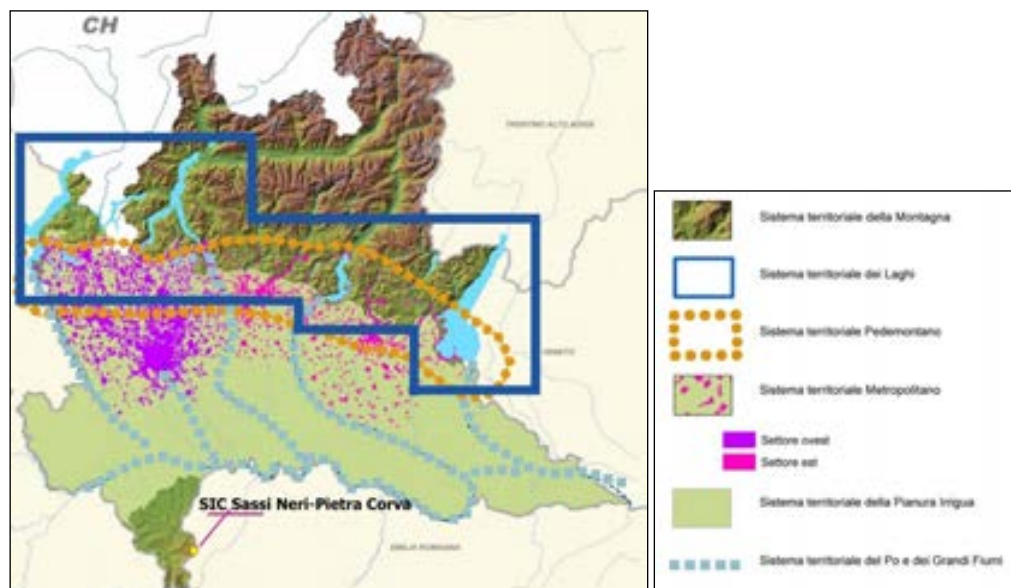 CH
TRENTINO ALTO ADIGE
VENETO
SIC Sassi Neri-Pietra Corva
EMILIA ROMAGNA
Sistema territoriale della Montagna
Sistema territoriale dei Laghi
Sistema territoriale Pedemontano
Sistema territoriale Metropolitano
Settore ovest
Settore est
Sistema territoriale della Pianura Irrigua
Sistema territoriale del Po e dei Grandi Fiumi